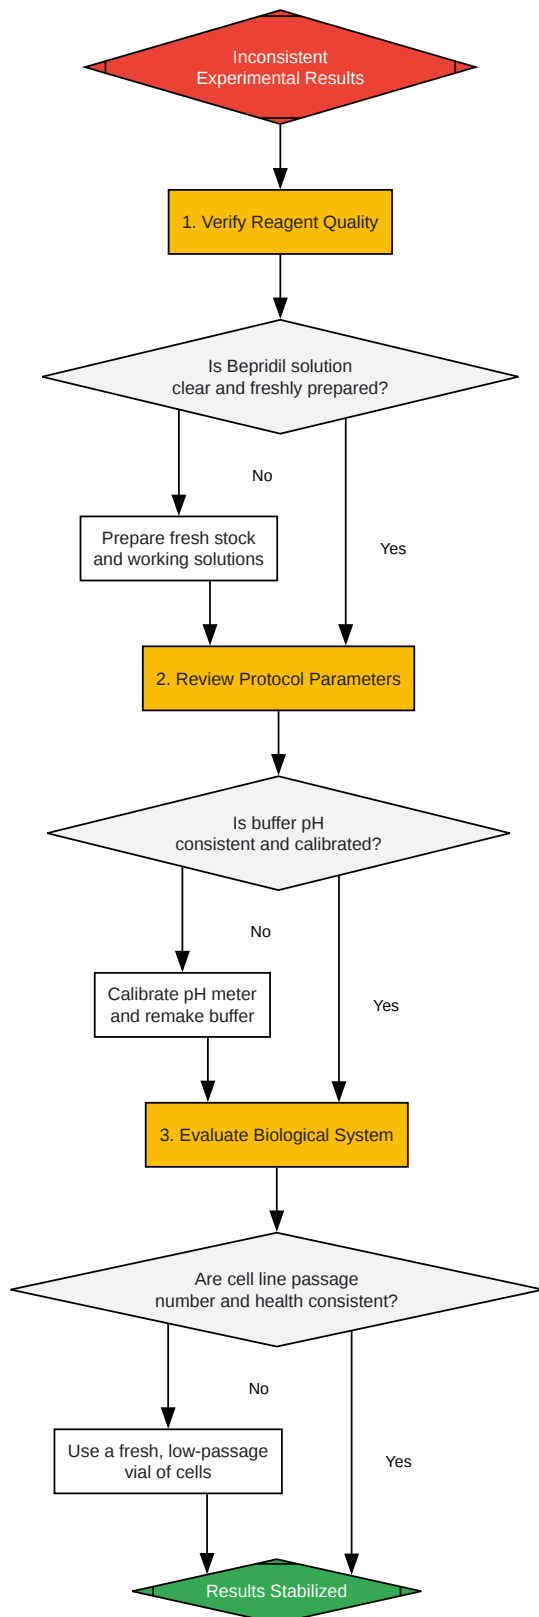 Inconsistent
Experimental Results
1. Verify Reagent Quality
Is Bepridil solution
clear and freshly prepared?
No
Prepare fresh stock
and working solutions
Yes
2. Review Protocol Parameters
Is buffer pH
consistent and calibrated?
No
Calibrate pH meter
and remake buffer
Yes
3. Evaluate Biological System
Are cell line passage
number and health consistent?
No
Use a fresh, low-passage
vial of cells
Yes
Results Stabilized